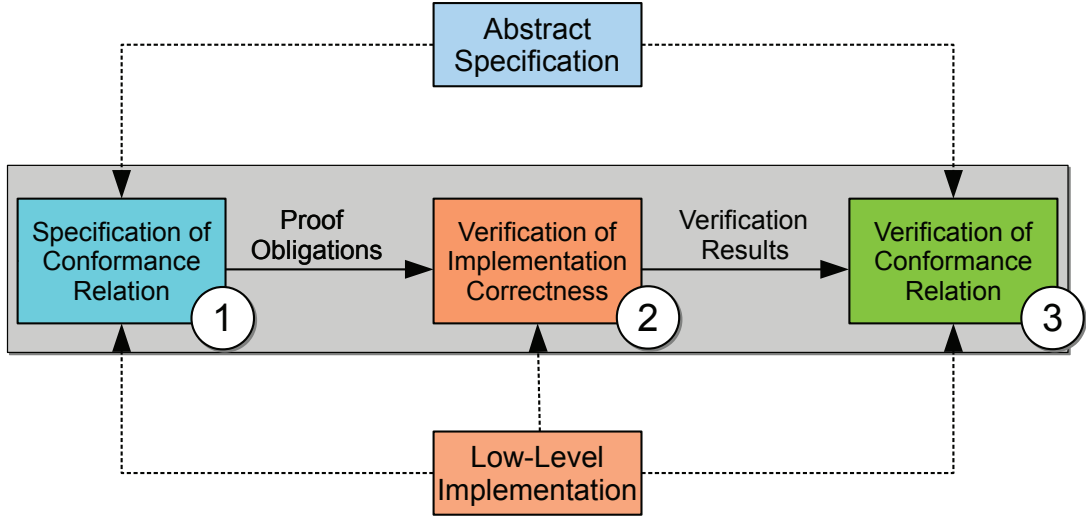 Abstract
Specification
Specification of
Conformance
Relation
1
Proof
Obligations
Verification of
Implementation
Correctness
2
Verification
Results
Verification of
Conformance
Relation
3
Low-Level
Implementation